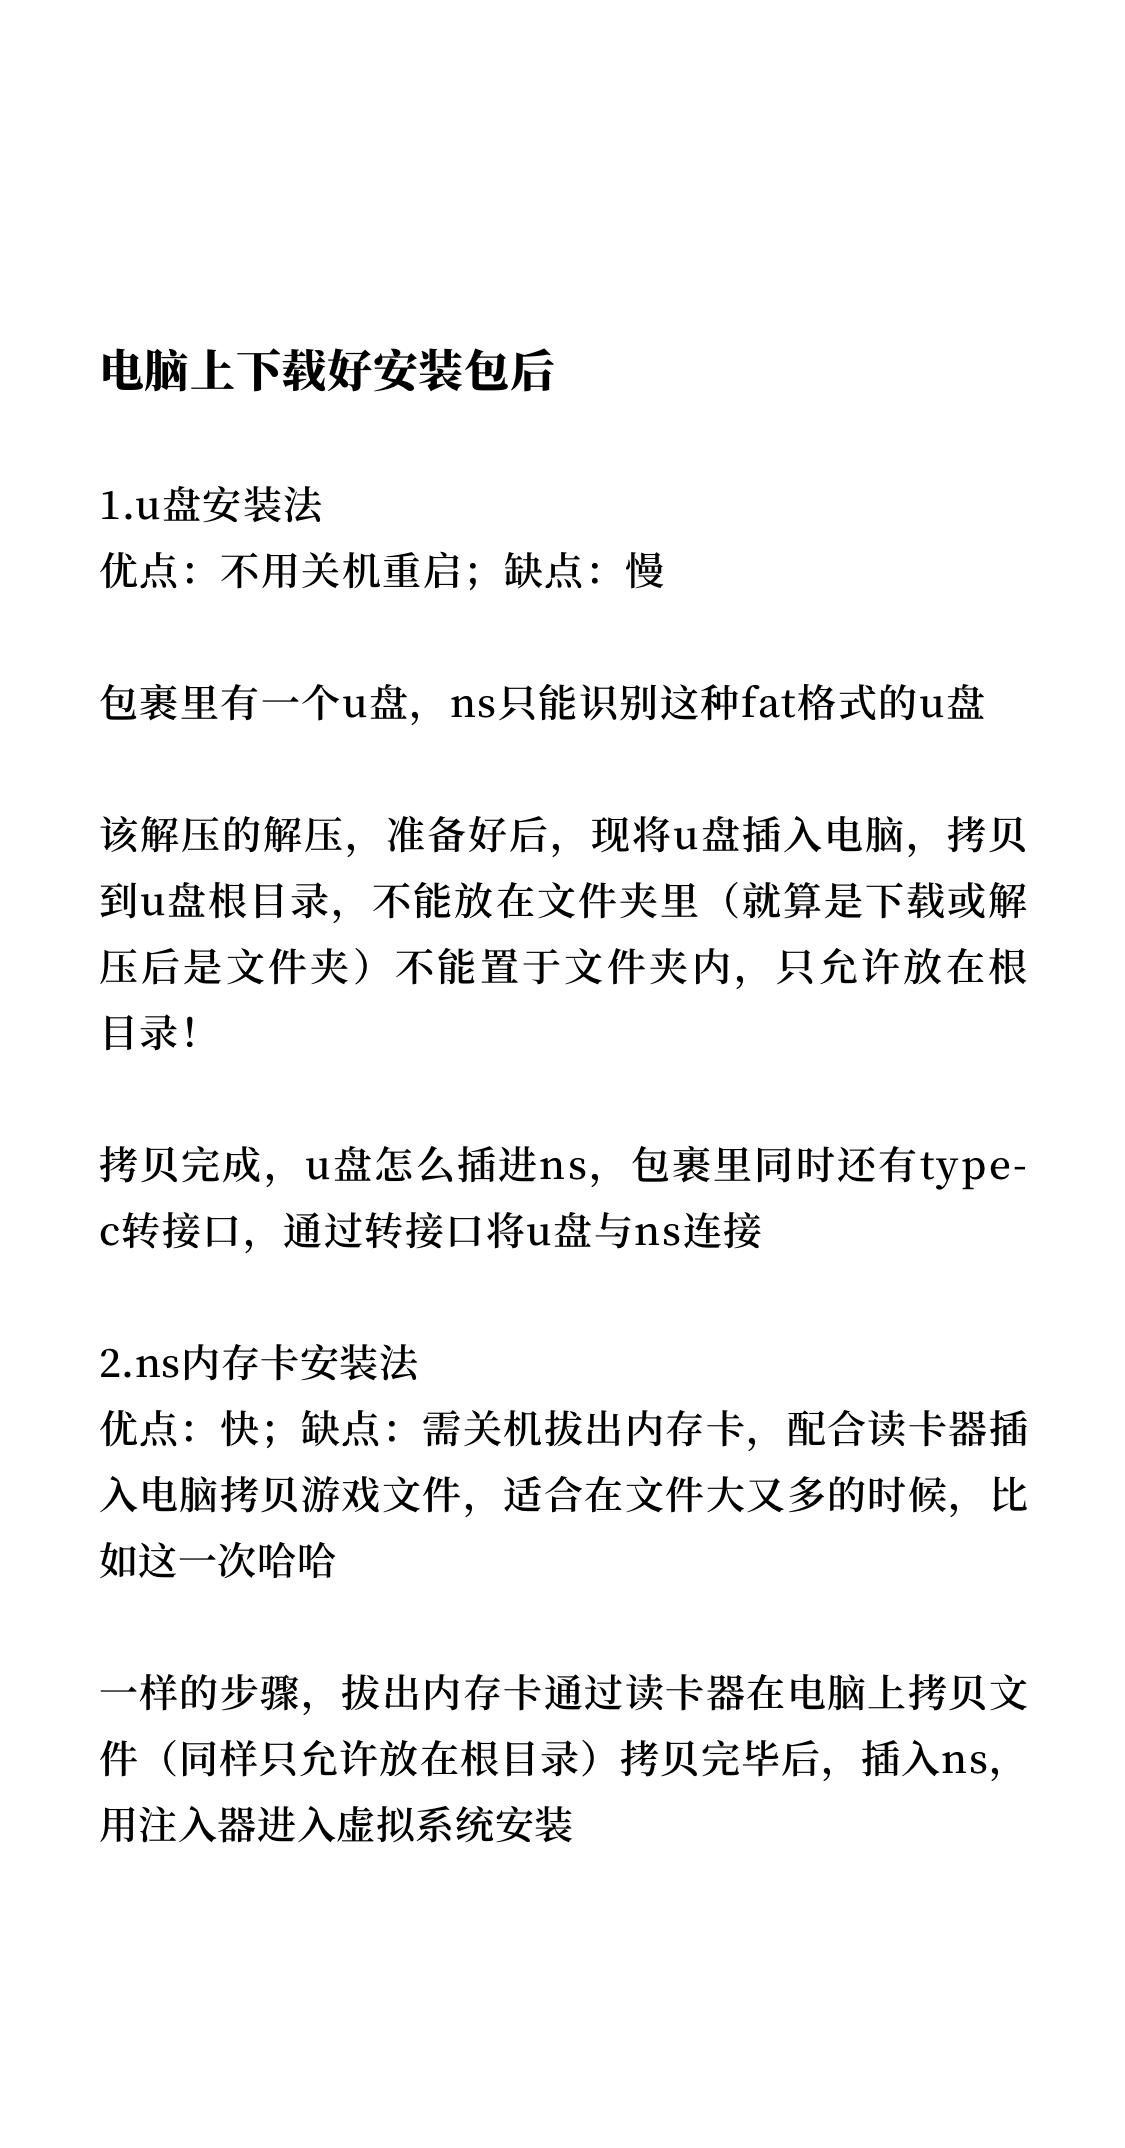 电脑上下载好安装包后
1.u盘安装法
优点：不用关机重启；缺点：慢
包裹里有一个u盘，ns只能识别这种fat格式的u盘
该解压的解压，准备好后，现将u盘插入电脑，拷贝
到u盘根目录，不能放在文件夹里（就算是下载或解
压后是文件夹）不能置于文件夹内，只允许放在根
目录！
拷贝完成，u盘怎么插进ns，包裹里同时还有type-
c转接口，通过转接口将u盘与ns连接
2.ns内存卡安装法
优点：快；缺点：需关机拔出内存卡，配合读卡器插
入电脑拷贝游戏文件，适合在文件大又多的时候，比
如这一次哈哈
一样的步骤，拔出内存卡通过读卡器在电脑上拷贝文
件（同样只允许放在根目录）拷贝完毕后，插入ns，
用注入器进入虚拟系统安装